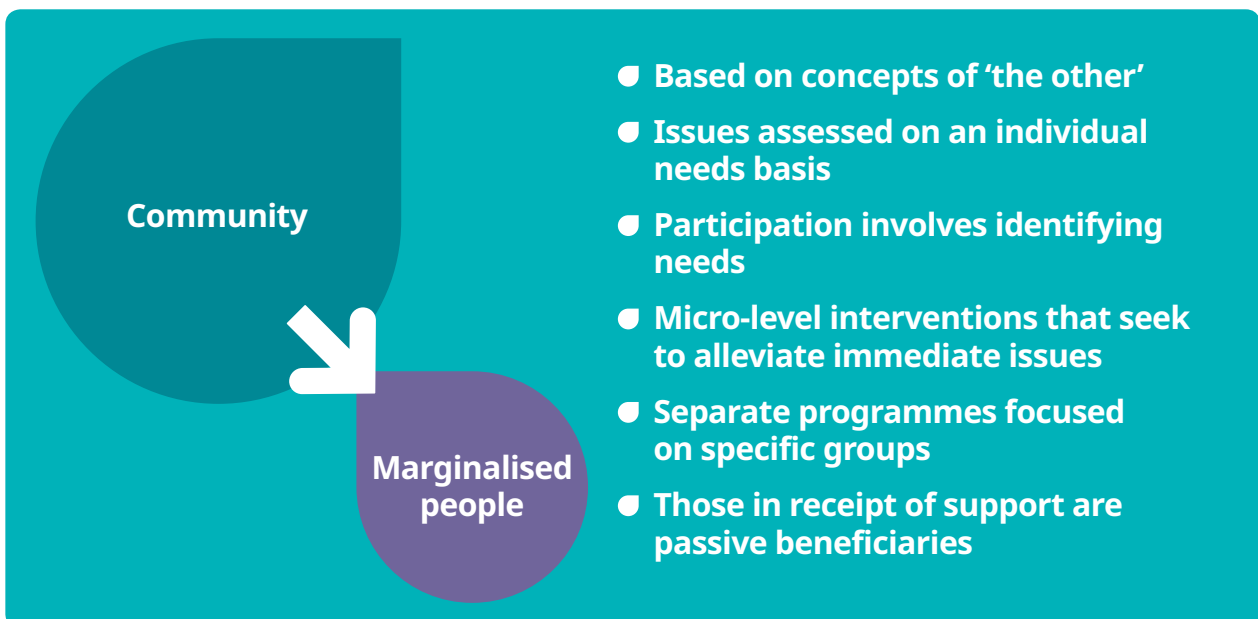 Community
Marginalised
people
Based on concepts of ‘the other’
Issues assessed on an individual
needs basis
Participation involves identifying
needs
Micro-level interventions that seek
to alleviate immediate issues
Separate programmes focused
on specific groups
Those in receipt of support are
passive beneficiaries